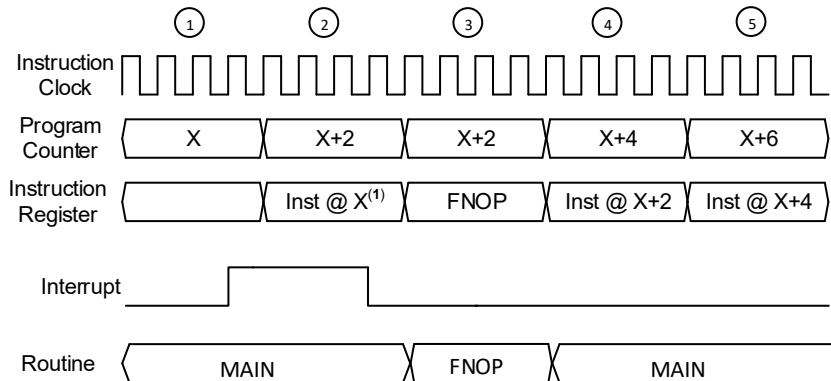 1 2 3 4 5
Instruction
Clock
Program
Counter
X X+2 X+2 X+4 X+6
Instruction
Register
Inst @ X(1) FNOP Inst @ X+2 Inst @ X+4
Interrupt
Routine MAIN FNOP MAIN